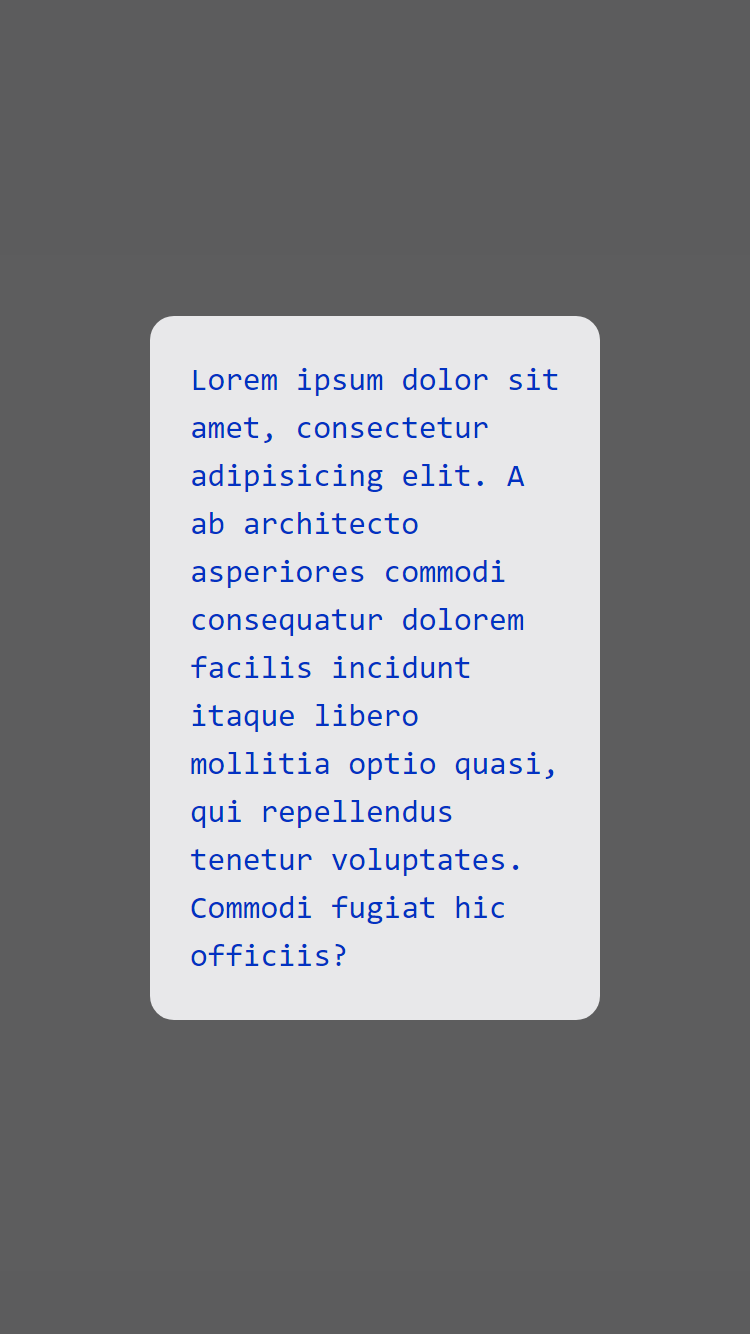 Lorem ipsum dolor sit
amet, consectetur
adipisicing elit. A
ab architecto
asperiores commodi
consequatur dolorem
facilis incidunt
itaque libero
mollitia optio quasi,
qui repellendus
tenetur voluptates.
Commodi fugiat hic
officiis?